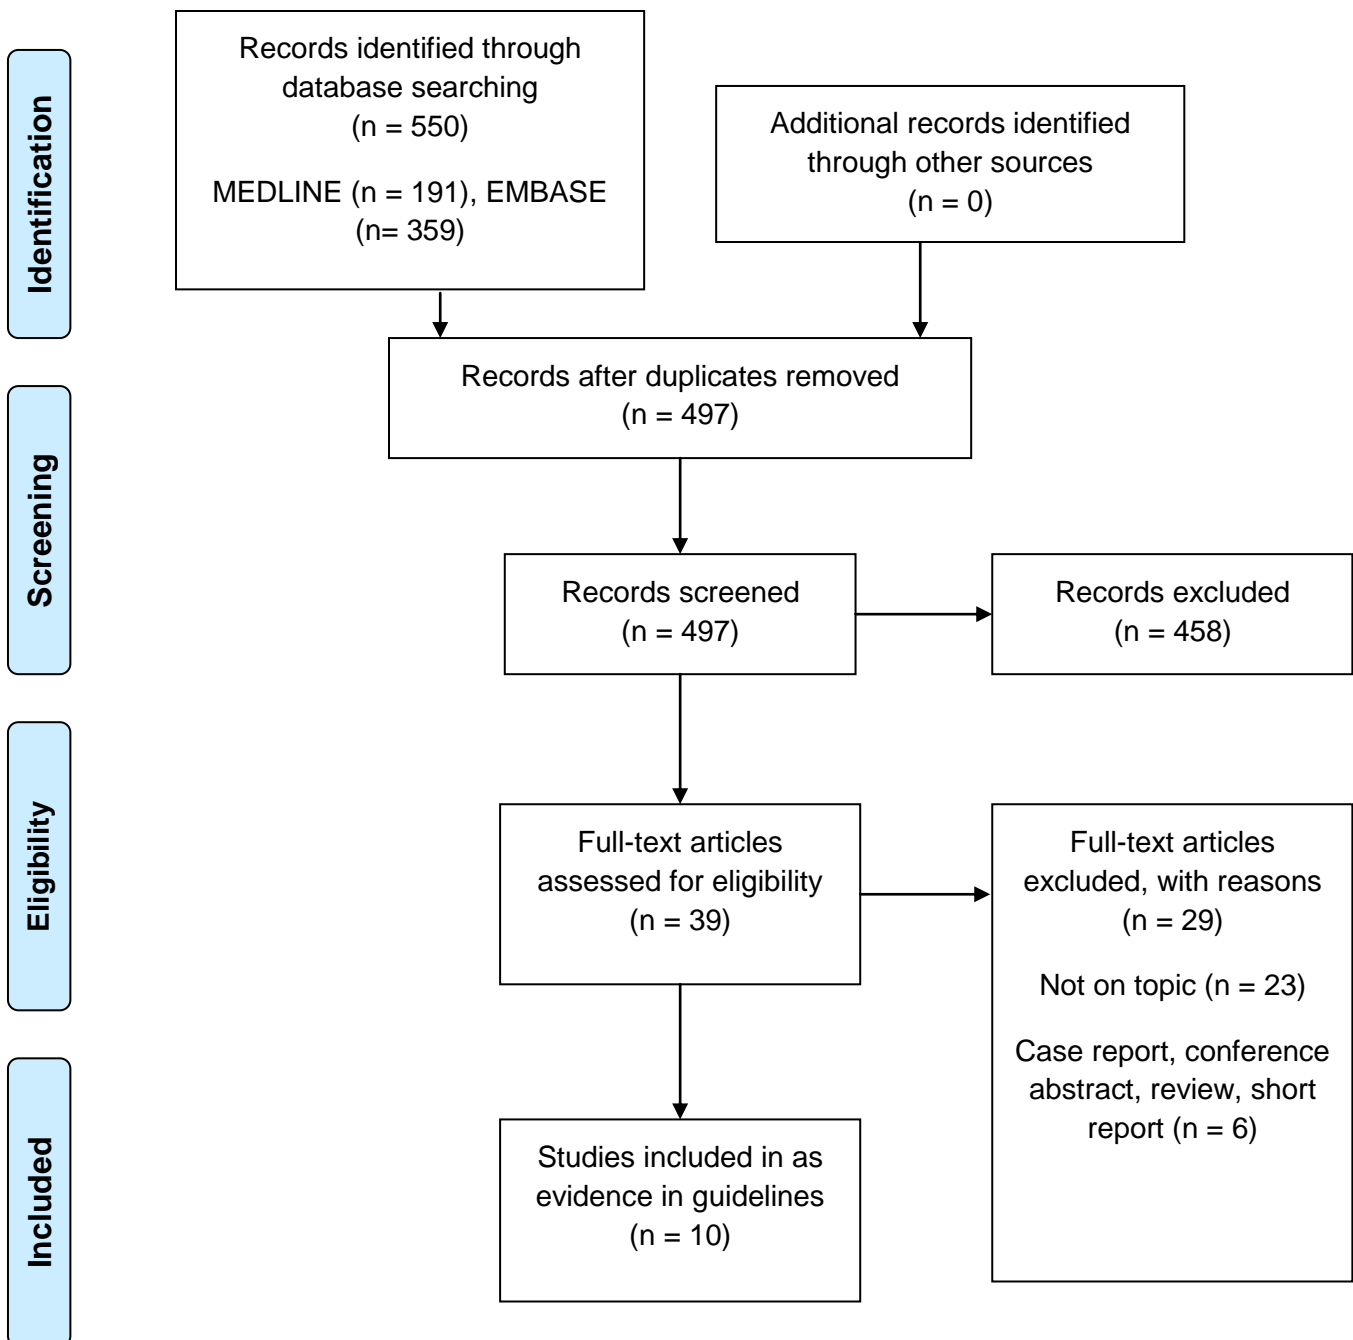 Identification
Records identified through
database searching
(n = 550)
MEDLINE (n = 191), EMBASE
(n= 359)
Additional records identified
through other sources
(n = 0)
Records after duplicates removed
(n = 497)
Screening
Records screened
(n = 497)
Records excluded
(n = 458)
Eligibility
Full-text articles
assessed for eligibility
(n = 39)
Full-text articles
excluded, with reasons
(n = 29)
Not on topic (n = 23)
Case report, conference
abstract, review, short
report (n = 6)
Included
Studies included in as
evidence in guidelines
(n = 10)